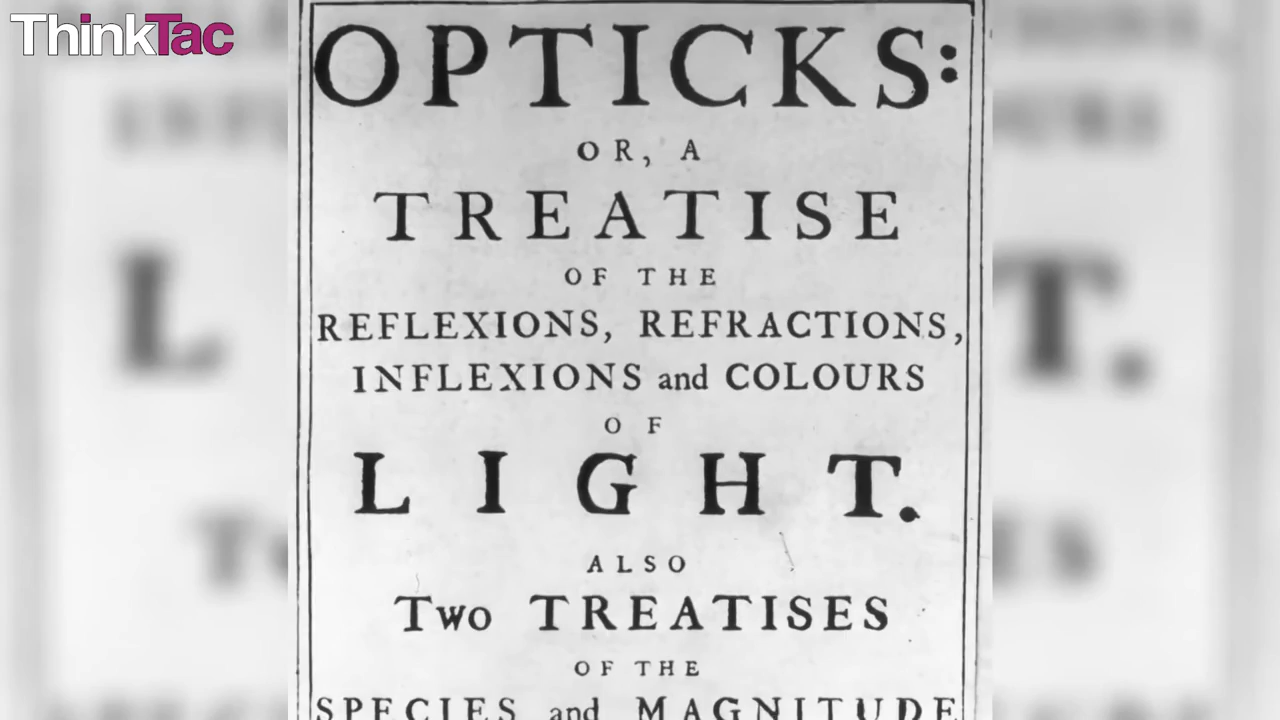 ThinkTac
OPTICKS:
OR, A
TREATISE
OF THE
REFLEXIONS, REFRACTIONS,
INFLEXIONS and COLOURS
OF
LIGHT.
ALSO
Two TREATISES
OF THE
SPECIES and MAGNITUDE